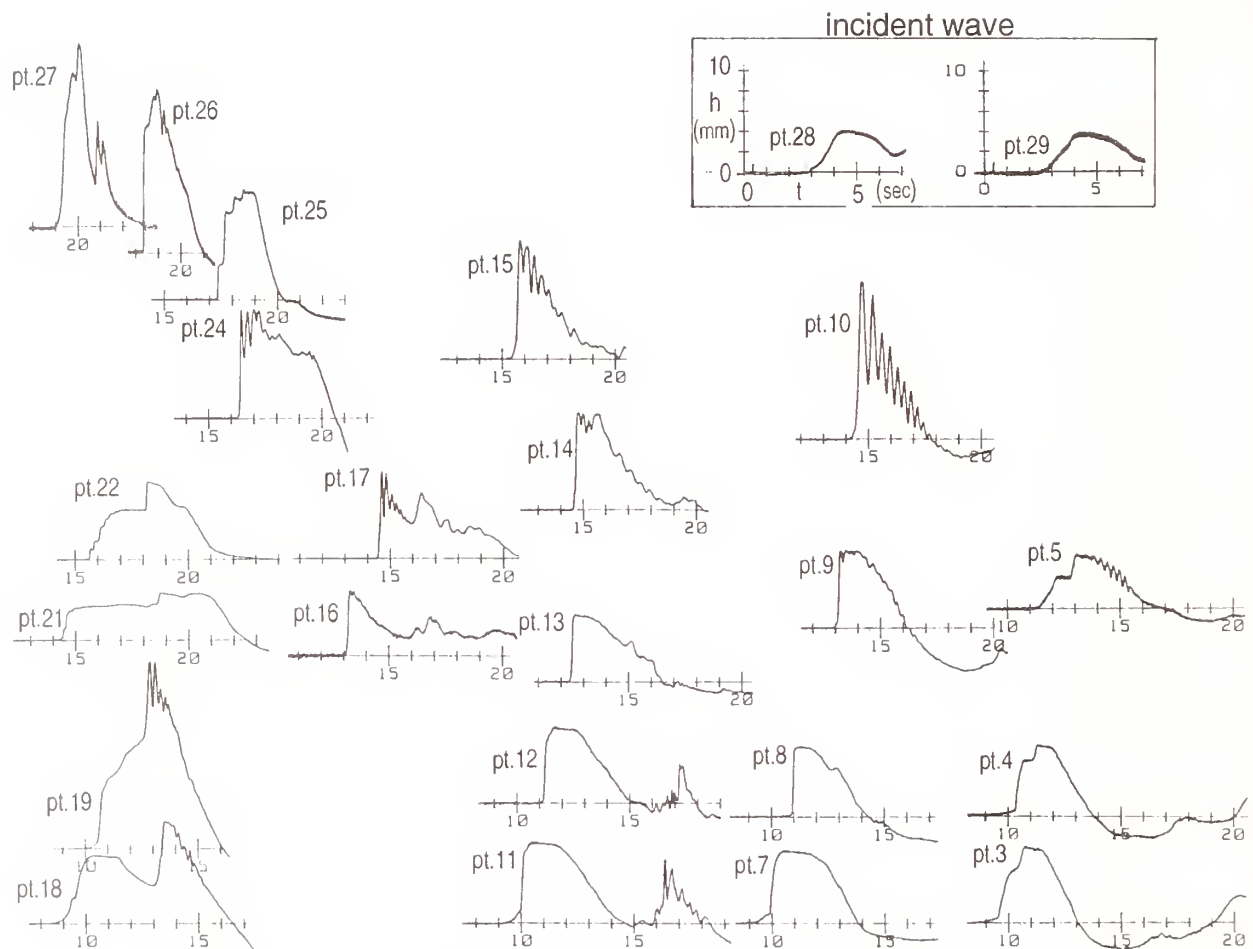 incident wave
10
h
(mm)
0
pt.28
0 t 5 (sec)
10
pt.29
0
0 5
pt.27
20
pt.26
20
pt.25
15 20
pt.24
15 20
pt.15
15 20
pt.10
15 20
pt.14
15 20
pt.22
15 20
pt.17
15 20
pt.9
15 20
pt.5
10 15 20
pt.21
15 20
pt.16
15 20
pt.13
15 20
pt.19
10 15
pt.12
10 15
pt.8
10 15
pt.4
10 15 20
pt.18
10 15
pt.11
10 15
pt.7
10 15
pt.3
10 15 20